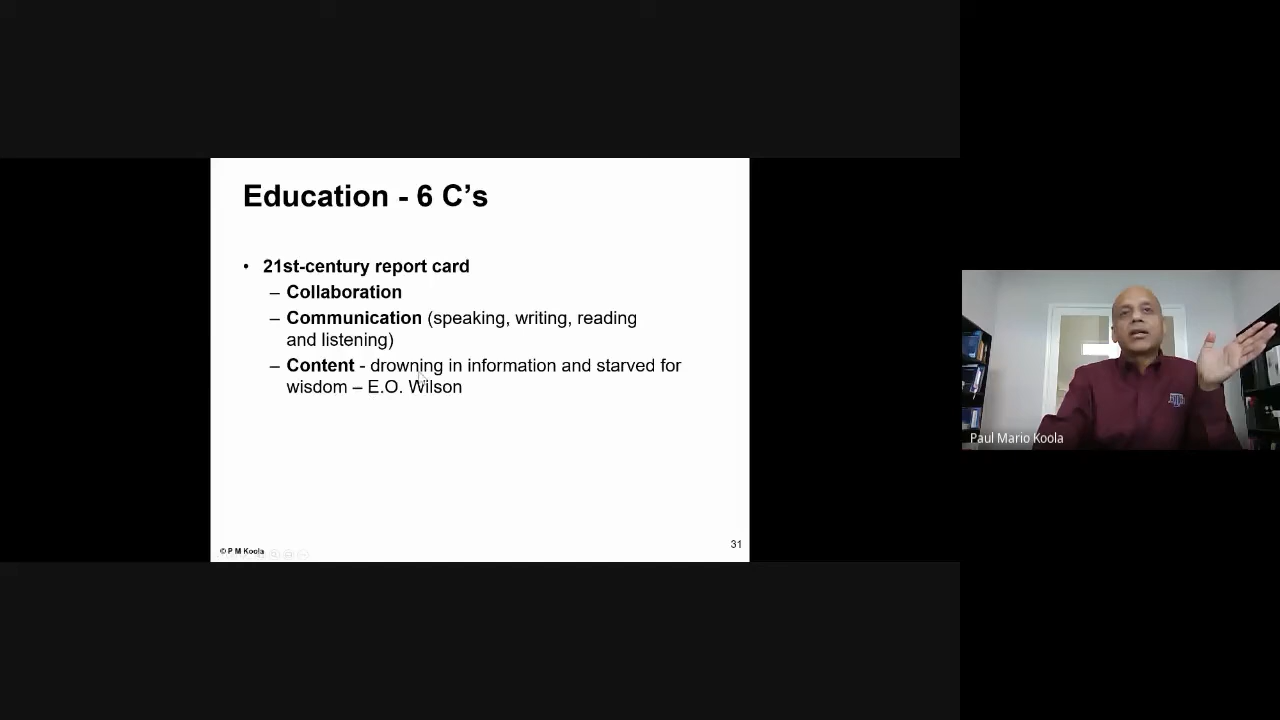 Education - 6 C’s
• 21st-century report card
– Collaboration
– Communication (speaking, writing, reading
and listening)
– Content - drowning in information and starved for
wisdom – E.O. Wilson
© P M Koola
31
Paul Mario Koola